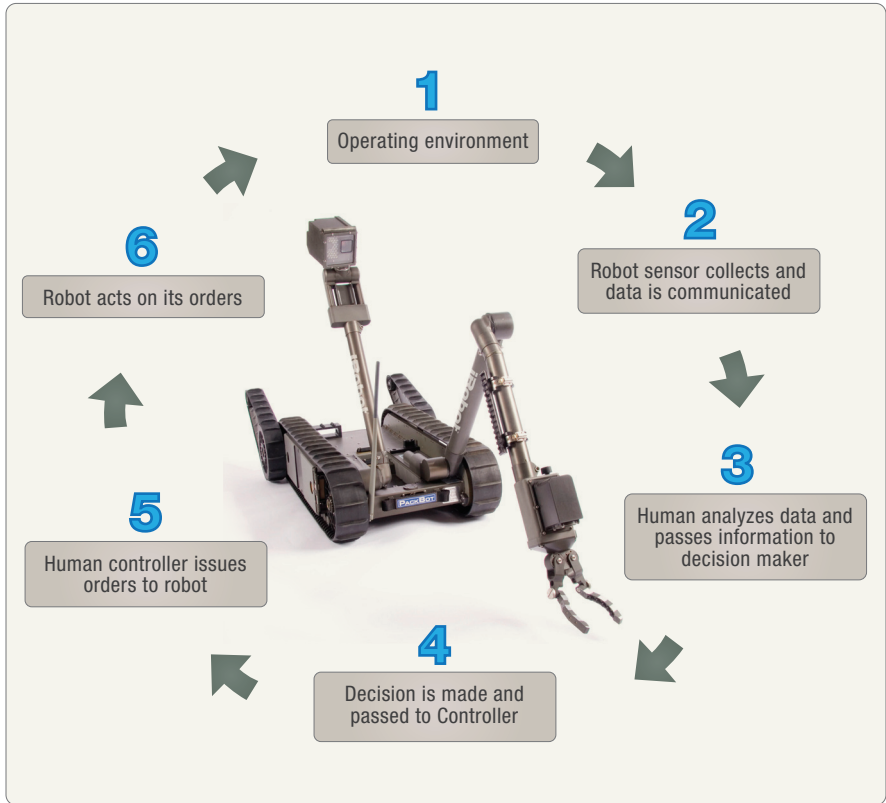 1
Operating environment
2
Robot sensor collects and
data is communicated
3
Human analyzes data and
passes information to
decision maker
4
Decision is made and
passed to Controller
5
Human controller issues
orders to robot
6
Robot acts on its orders
iRobot
iRobot
PACKBOT